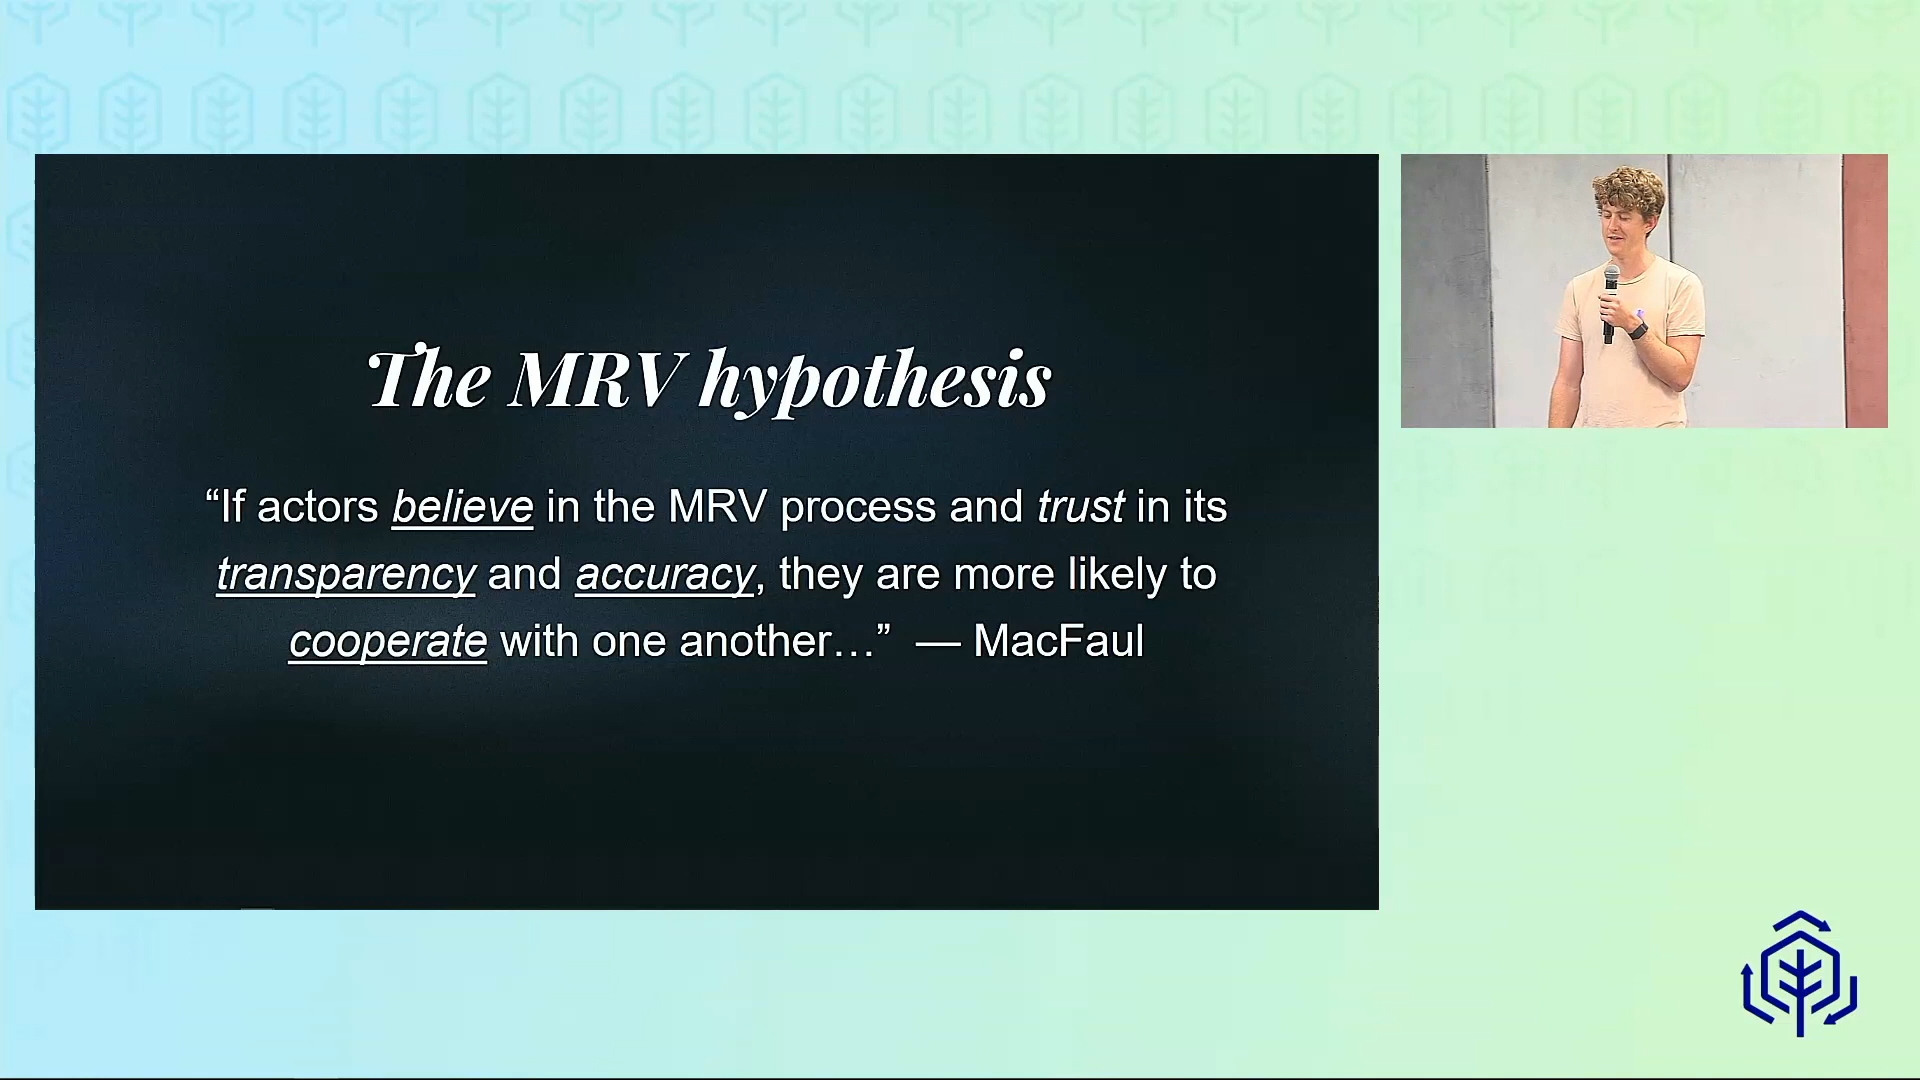 The MRV hypothesis
“If actors believe in the MRV process and trust in its
transparency and accuracy, they are more likely to
cooperate with one another…” — MacFaul